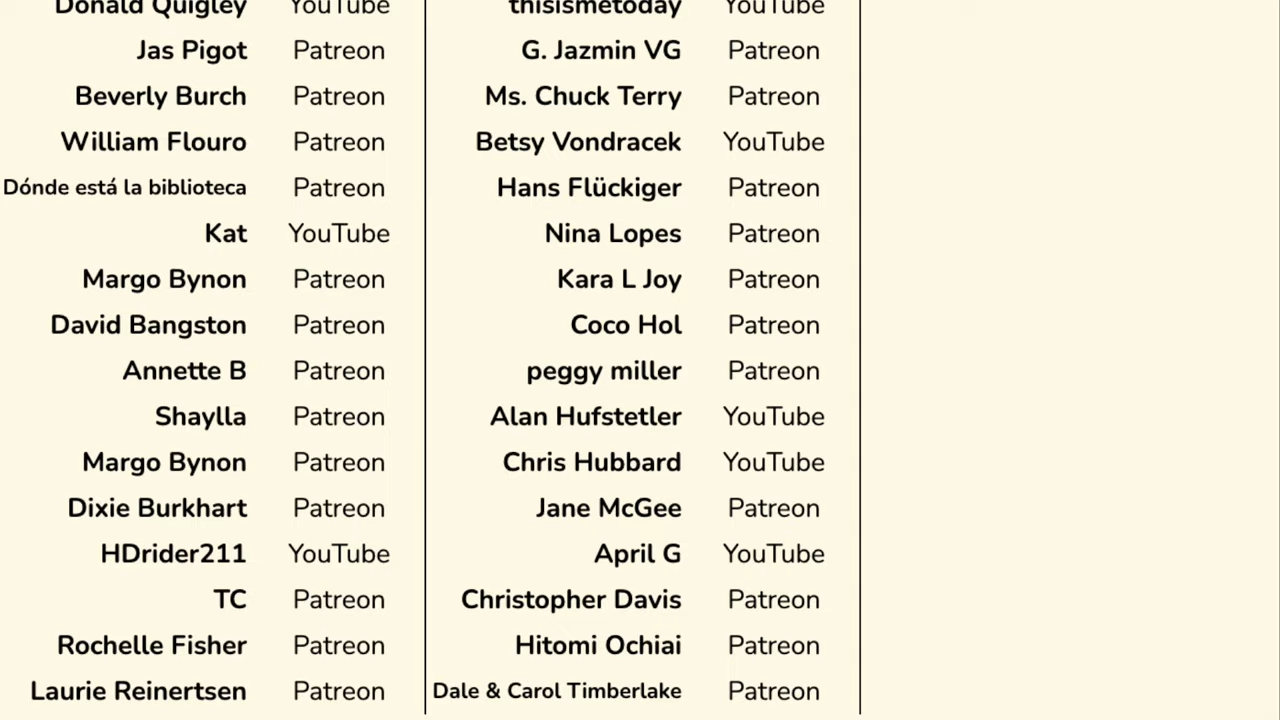 Donald Quigley YouTube
Jas Pigot Patreon
Beverly Burch Patreon
William Flouro Patreon
Dónde está la biblioteca Patreon
Kat YouTube
Margo Bynon Patreon
David Bangston Patreon
Annette B Patreon
Shaylla Patreon
Margo Bynon Patreon
Dixie Burkhart Patreon
HDrider211 YouTube
TC Patreon
Rochelle Fisher Patreon
Laurie Reinertsen Patreon
thisismetoday YouTube
G. Jazmin VG Patreon
Ms. Chuck Terry Patreon
Betsy Vondracek YouTube
Hans Flückiger Patreon
Nina Lopes Patreon
Kara L Joy Patreon
Coco Hol Patreon
peggy miller Patreon
Alan Hufstetler YouTube
Chris Hubbard YouTube
Jane McGee Patreon
April G YouTube
Christopher Davis Patreon
Hitomi Ochiai Patreon
Dale & Carol Timberlake Patreon